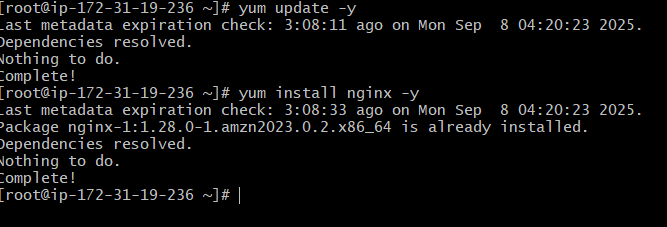 [root@ip-172-31-19-236 ~]# yum update -y
Last metadata expiration check: 3:08:11 ago on Mon Sep  8 04:20:23 2025.
Dependencies resolved.
Nothing to do.
Complete!
[root@ip-172-31-19-236 ~]# yum install nginx -y
Last metadata expiration check: 3:08:33 ago on Mon Sep  8 04:20:23 2025.
Package nginx-1:1.28.0-1.amzn2023.0.2.x86_64 is already installed.
Dependencies resolved.
Nothing to do.
Complete!
[root@ip-172-31-19-236 ~]#